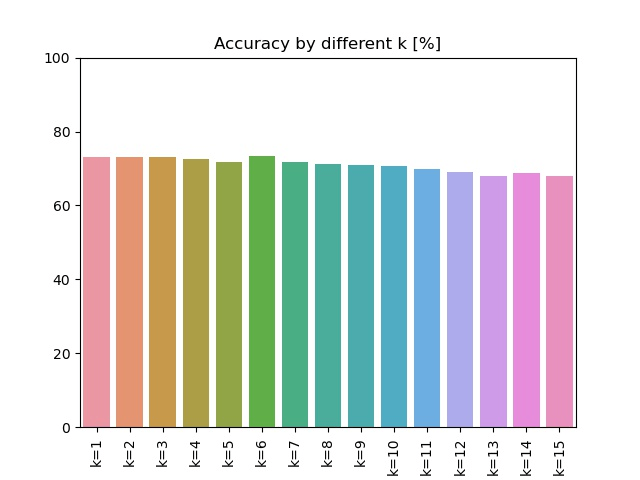 Accuracy by different k [%]
100
80
60
40
20
0
k=1
k=2
k=3
k=4
k=5
k=6
k=7
k=8
k=9
k=10
k=11
k=12
k=13
k=14
k=15